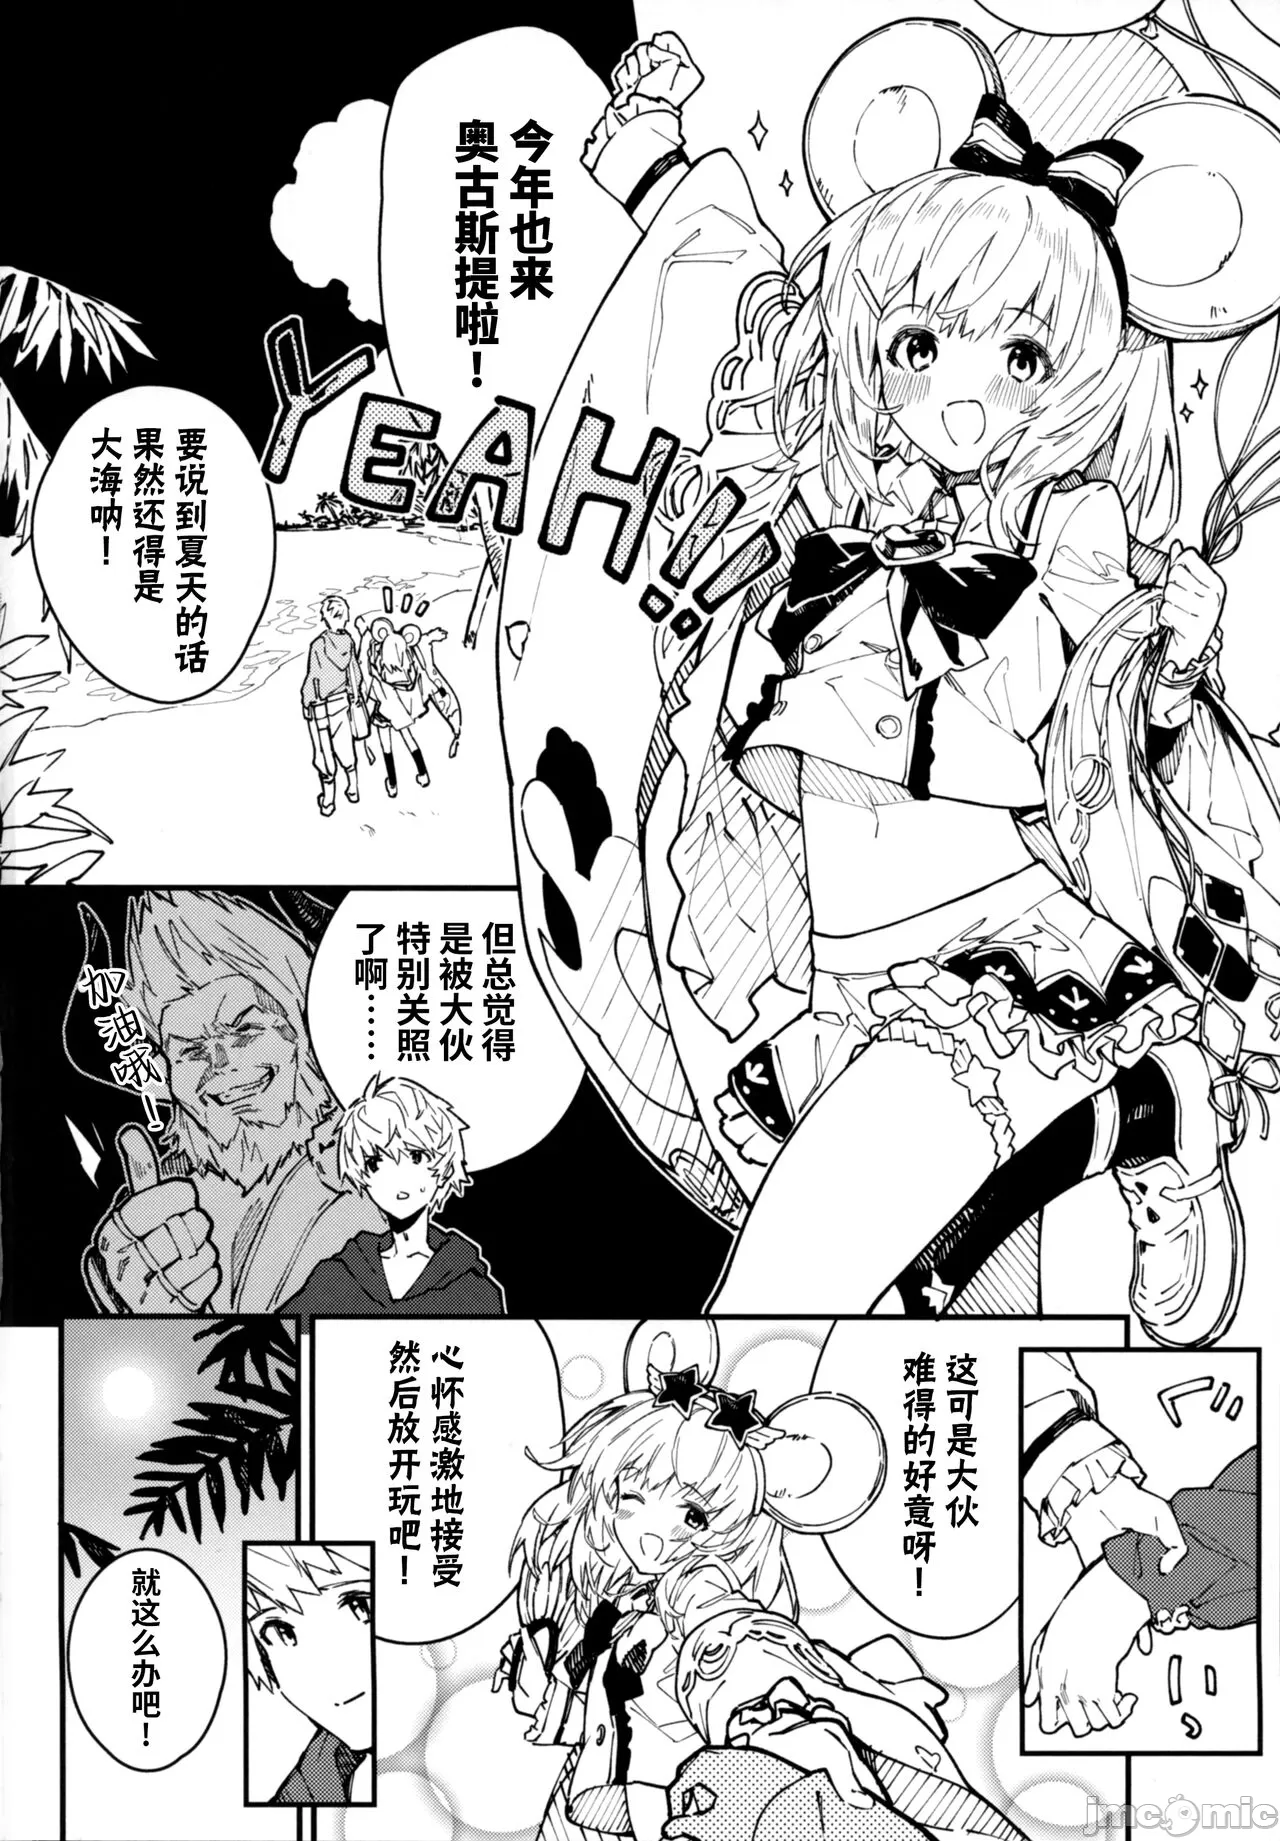 今年也来
奥古斯提啦！
YEAH!!
要说到夏天的话
果然还得是
大海呐！
但总觉得
是被大伙
特别关照
了啊……
加油哦！
这可是大伙
难得的好意呀！
心怀感激地接受
然后放开玩吧！
ぐい
就这么办吧！
jmcomic